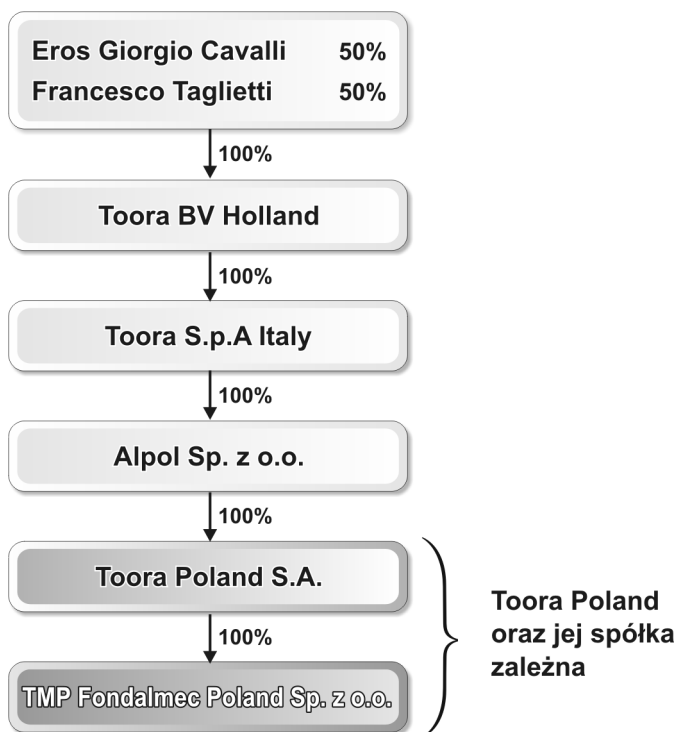 Eros Giorgio Cavalli 50%
Francesco Taglietti 50%
100%
Toora BV Holland
100%
Toora S.p.A Italy
100%
Alpol Sp. z o.o.
100%
Toora Poland S.A.
100%
TMP Fondalmec Poland Sp. z o.o.
Toora Poland
oraz jej spółka
zależna